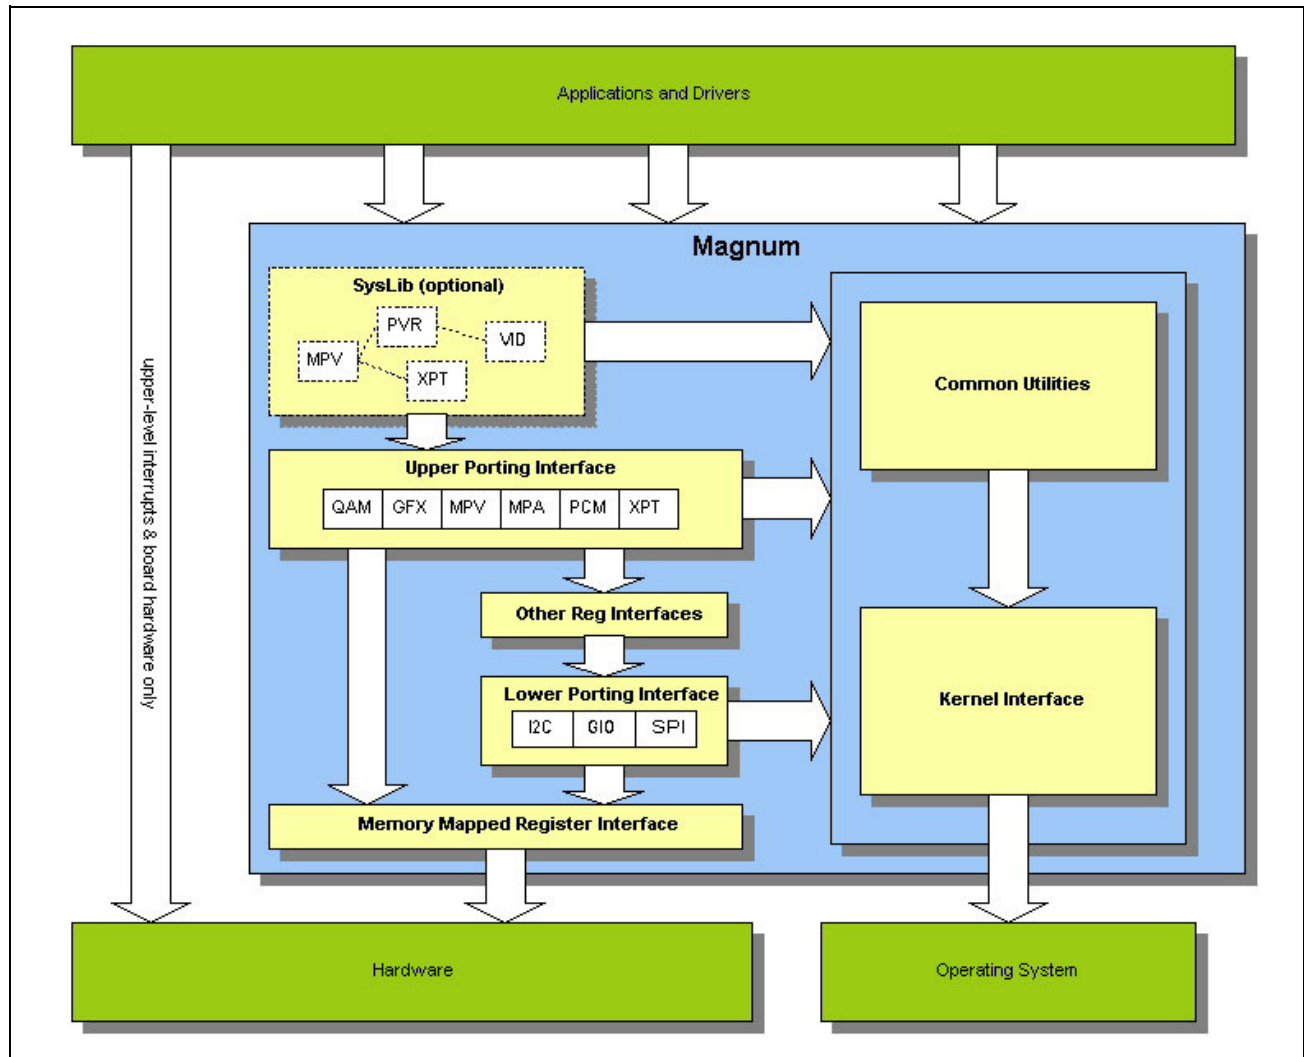 Applications and Drivers
Magnum
SysLib (optional)
PVR
VID
MPV
XPT
Common Utilities
upper-level interrupts & board hardware only
Upper Porting Interface
QAM GFX MPV MPA PCM XPT
Other Reg Interfaces
Lower Porting Interface
I2C GIO SPI
Kernel Interface
Memory Mapped Register Interface
Hardware
Operating System